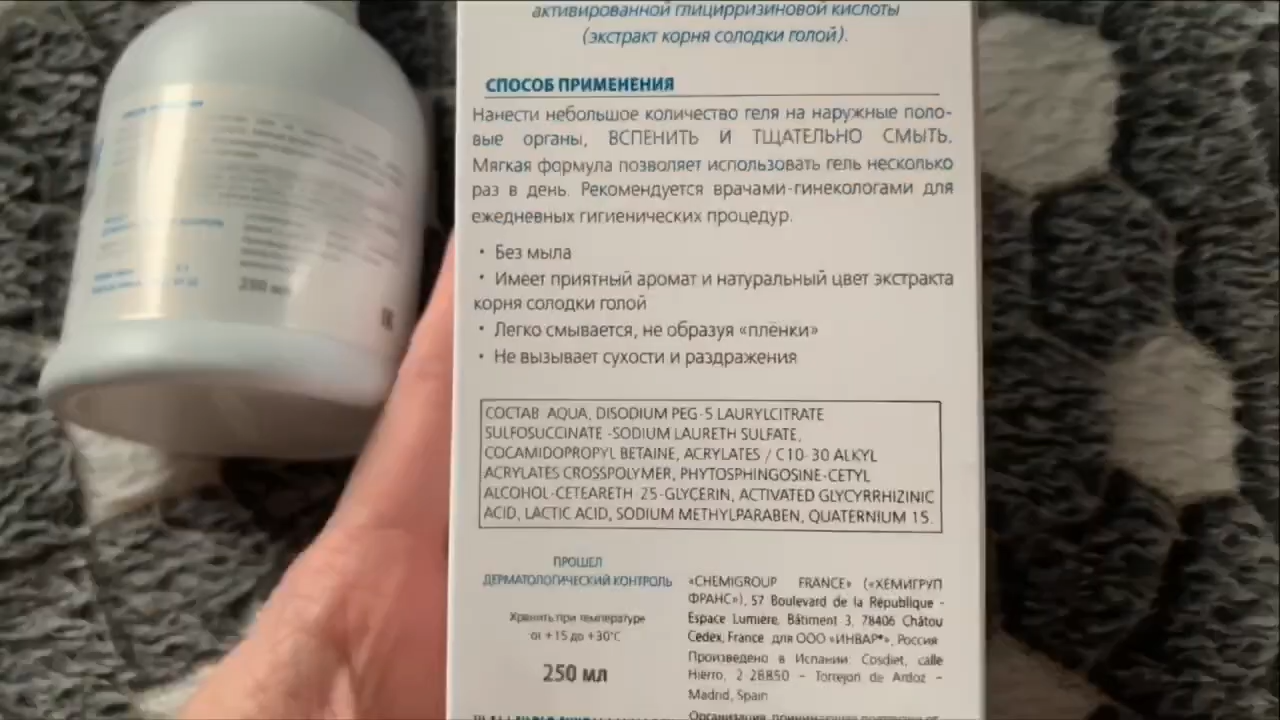 активированной глицирризиновой кислоты
(экстракт корня солодки голой).
СПОСОБ ПРИМЕНЕНИЯ
Нанести небольшое количество геля на наружные поло-
вые органы, ВСПЕНИТЬ И ТЩАТЕЛЬНО СМЫТЬ.
Мягкая формула позволяет использовать гель несколько
раз в день. Рекомендуется врачами-гинекологами для
ежедневных гигиенических процедур.
• Без мыла
• Имеет приятный аромат и натуральный цвет экстракта
корня солодки голой
• Легко смывается, не образуя «плёнки»
• Не вызывает сухости и раздражения
СОСТАВ AQUA, DISODIUM PEG-5 LAURYLCITRATE
SULFOSUCCINATE -SODIUM LAURETH SULFATE,
COCAMIDOPROPYL BETAINE, ACRYLATES / C10-30 ALKYL
ACRYLATES CROSSPOLYMER, PHYTOSPHINGOSINE-CETYL
ALCOHOL-CETEARETH 25-GLYCERIN, ACTIVATED GLYCYRRHIZINIC
ACID, LACTIC ACID, SODIUM METHYLPARABEN, QUATERNIUM 15.
ПРОШЕЛ
ДЕРМАТОЛОГИЧЕСКИЙ КОНТРОЛЬ
Хранить при температуре
от +15 до +30°C
250 мл
«CHEMIGROUP FRANCE» («ХЕМИГРУП
ФРАНС»), 57 Boulevard de la République -
Espace Lumière, Bâtiment 3, 78406 Châtou
Cedex, France для ООО «ИНВАР®», Россия
Произведено в Испании: Cosdiet, calle
Hierro, 2 28850 – Torrejon de Ardoz –
Madrid, Spain
Организация, принимающая